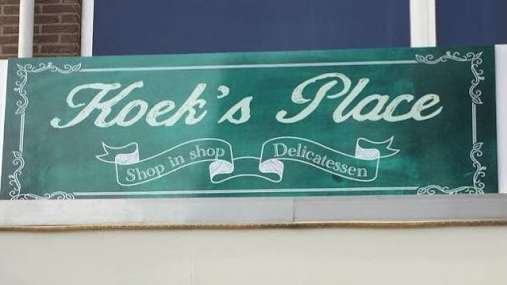 Koek's Place
Shop in shop Delicatessen